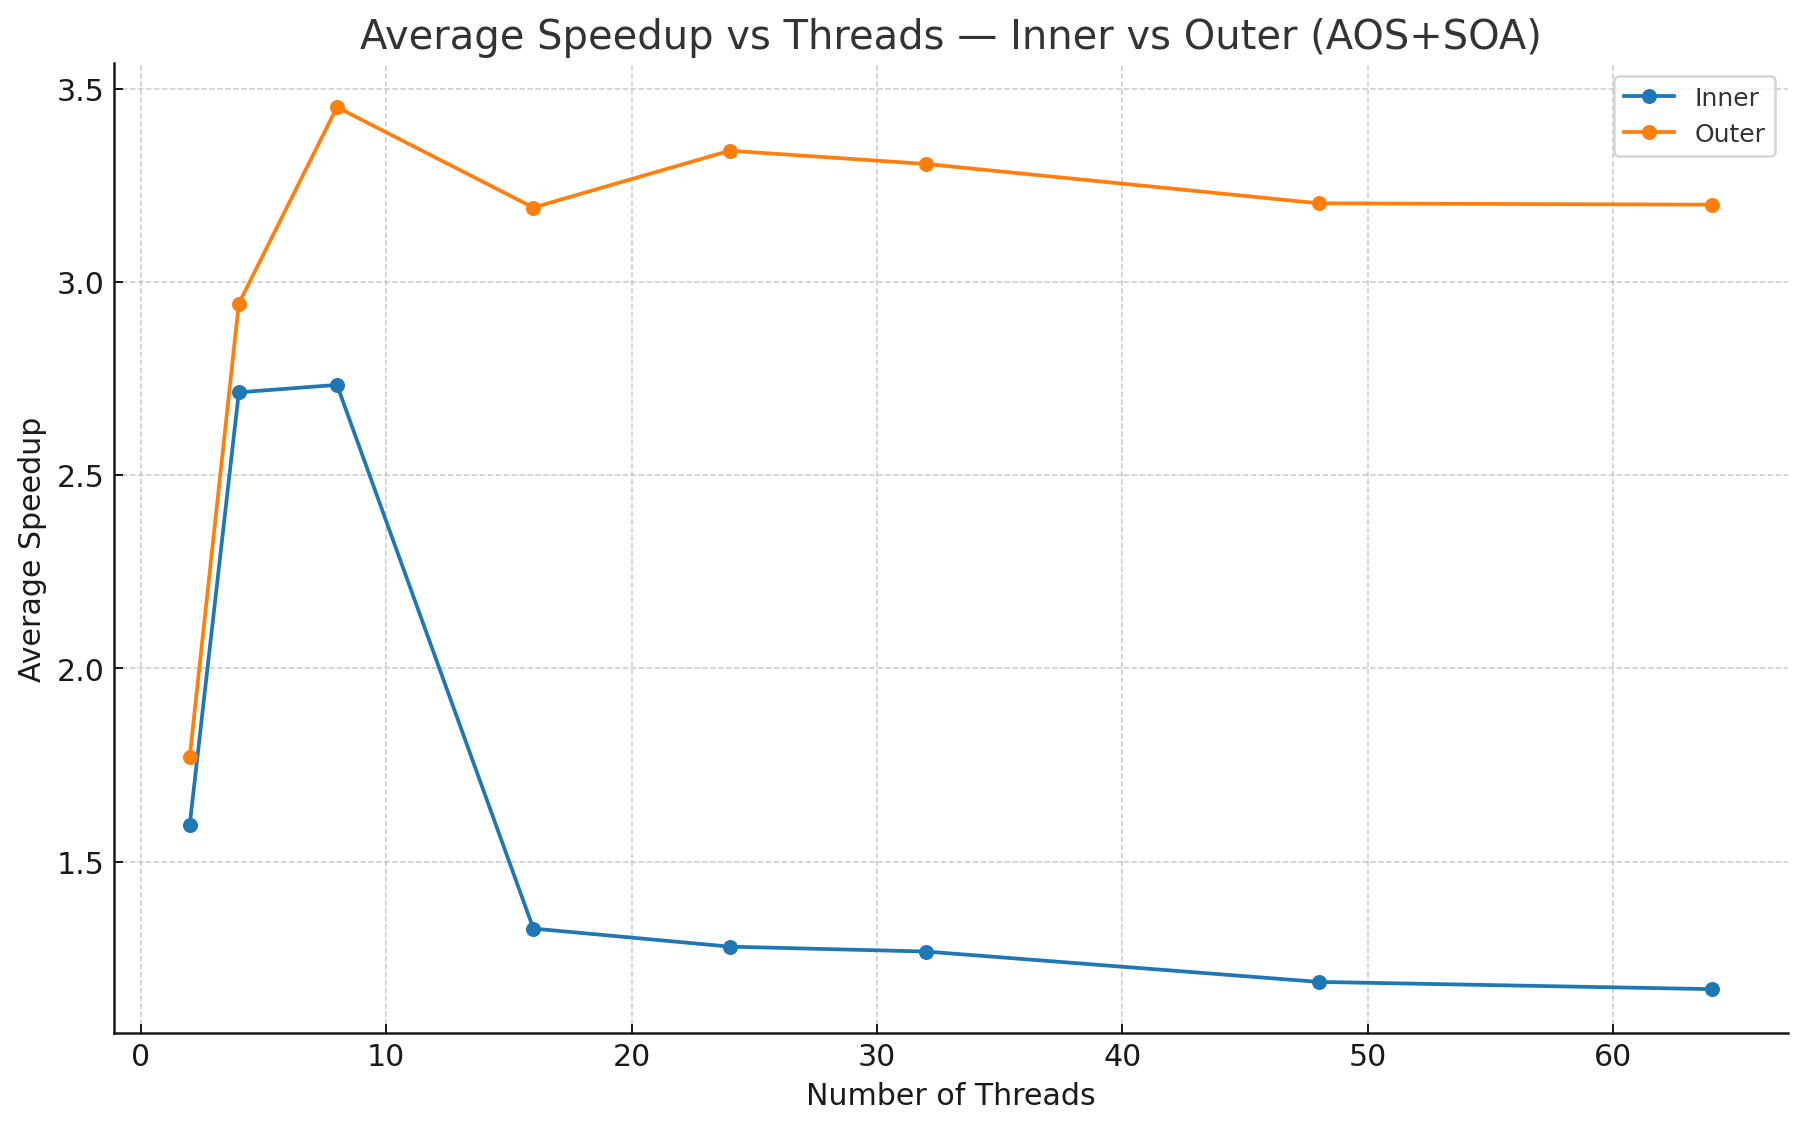 Average Speedup vs Threads — Inner vs Outer (AOS+SOA)
Inner
Outer
Average Speedup
3.5
3.0
2.5
2.0
1.5
0 10 20 30 40 50 60
Number of Threads